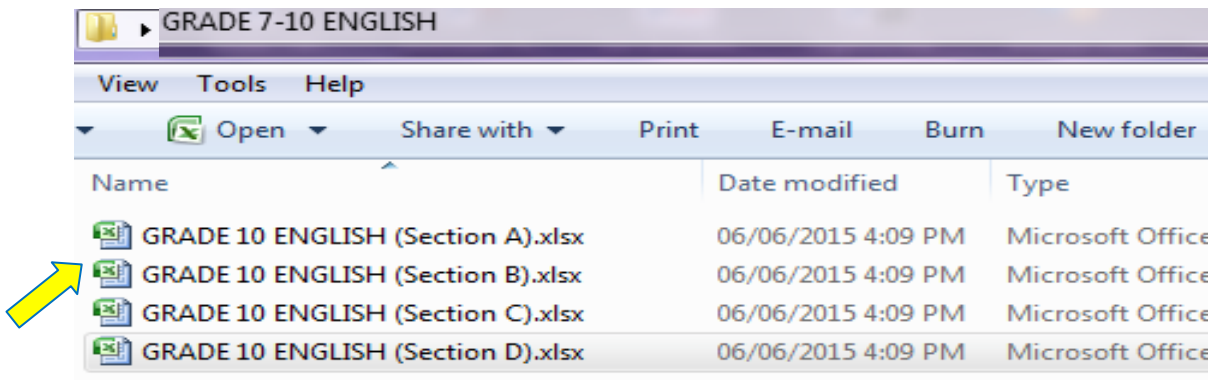 GRADE 7-10 ENGLISH
View Tools Help
Open Share with Print E-mail Burn New folder
Name Date modified Type
GRADE 10 ENGLISH (Section A).xlsx 06/06/2015 4:09 PM Microsoft Office
GRADE 10 ENGLISH (Section B).xlsx 06/06/2015 4:09 PM Microsoft Office
GRADE 10 ENGLISH (Section C).xlsx 06/06/2015 4:09 PM Microsoft Office
GRADE 10 ENGLISH (Section D).xlsx 06/06/2015 4:09 PM Microsoft Office